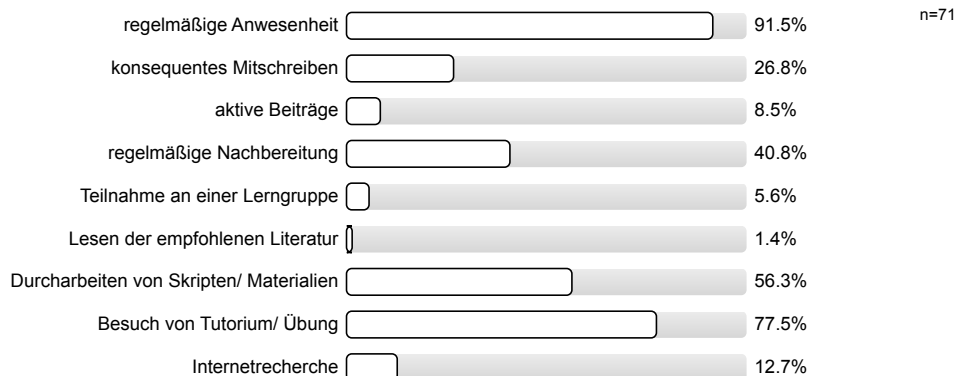 n=71
regelmäßige Anwesenheit 91.5%
konsequentes Mitschreiben 26.8%
aktive Beiträge 8.5%
regelmäßige Nachbereitung 40.8%
Teilnahme an einer Lerngruppe 5.6%
Lesen der empfohlenen Literatur 1.4%
Durcharbeiten von Skripten/ Materialien 56.3%
Besuch von Tutorium/ Übung 77.5%
Internetrecherche 12.7%